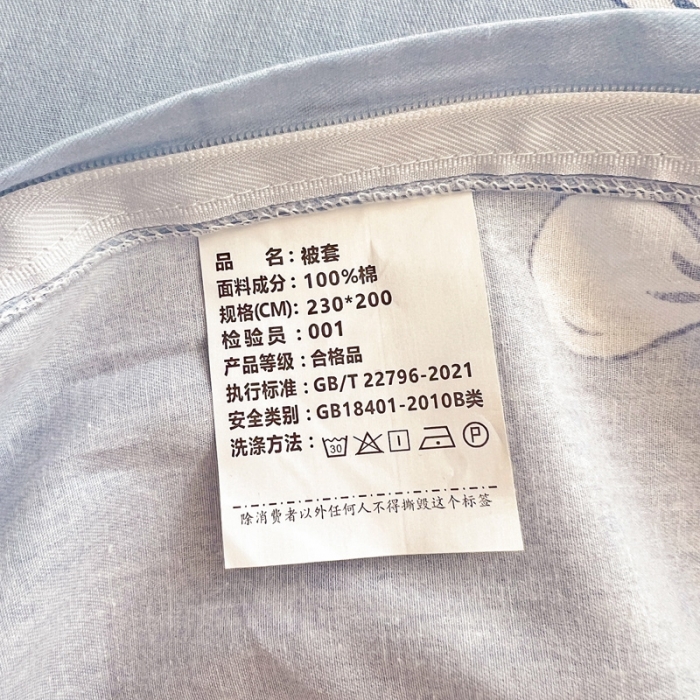 品 名：被套
面料成分：100%棉
规格(CM)：230*200
检验员：001
产品等级：合格品
执行标准：GB/T 22796-2021
安全类别：GB18401-2010B类
洗涤方法：30 P
除消费者以外任何人不得撕毁这个标签